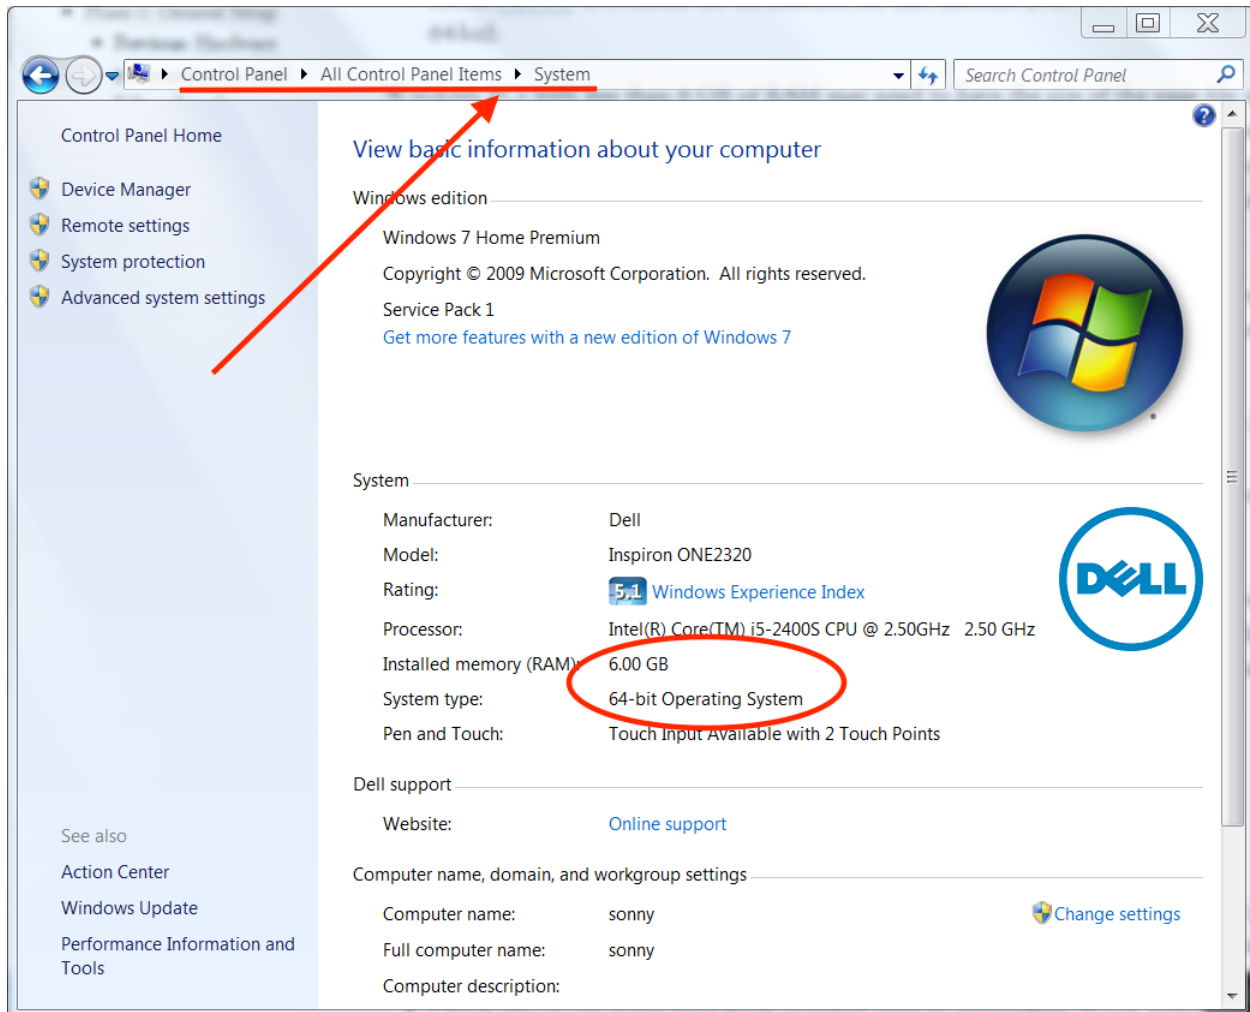 Control Panel ▸ All Control Panel Items ▸ System
Search Control Panel
Control Panel Home
Device Manager
Remote settings
System protection
Advanced system settings
See also
Action Center
Windows Update
Performance Information and
Tools
View basic information about your computer
Windows edition
Windows 7 Home Premium
Copyright © 2009 Microsoft Corporation.  All rights reserved.
Service Pack 1
Get more features with a new edition of Windows 7
System
Manufacturer: Dell
Model: Inspiron ONE2320
Rating: 5.1 Windows Experience Index
Processor: Intel(R) Core(TM) i5-2400S CPU @ 2.50GHz   2.50 GHz
Installed memory (RAM): 6.00 GB
System type: 64-bit Operating System
Pen and Touch: Touch Input Available with 2 Touch Points
DELL
Dell support
Website: Online support
Computer name, domain, and workgroup settings
Computer name: sonny
Change settings
Full computer name: sonny
Computer description: